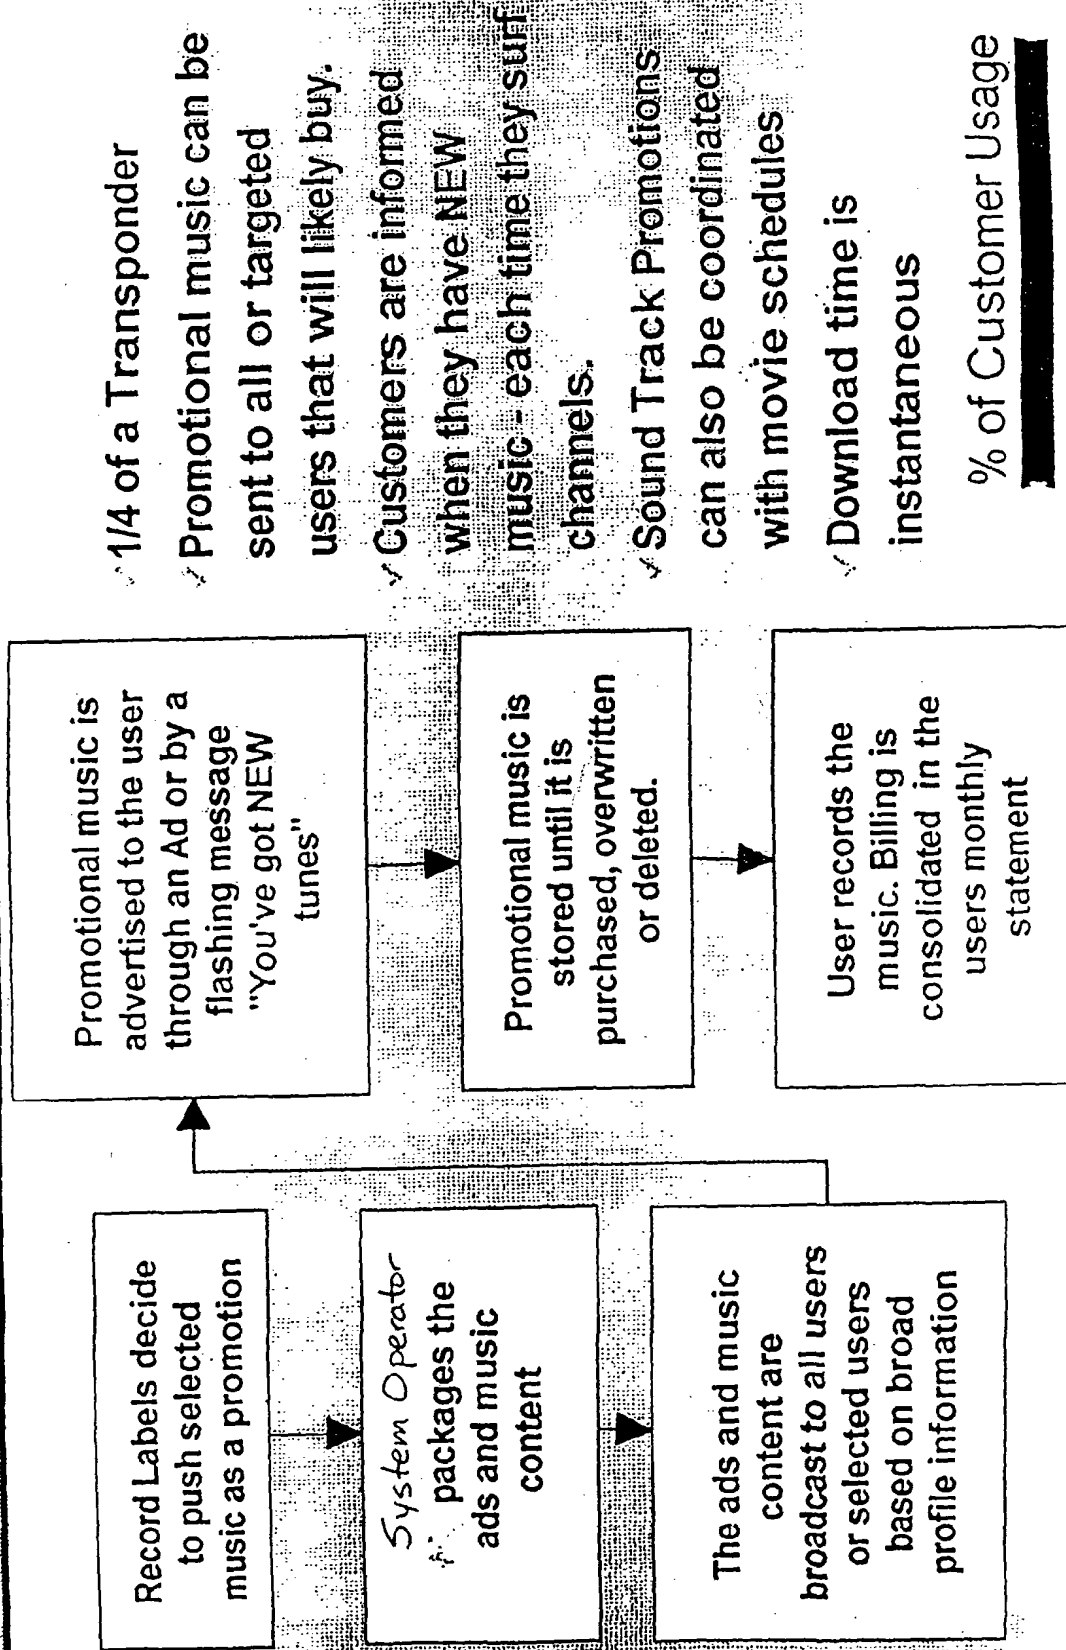 Record Labels decide
to push selected
music as a promotion
System Operator
packages the
ads and music
content
The ads and music
content are
broadcast to all users
or selected users
based on broad
profile information
Promotional music is
advertised to the user
through an Ad or by a
flashing message
"You've got NEW
tunes"
Promotional music is
stored until it is
purchased, overwritten
or deleted.
User records the
music. Billing is
consolidated in the
users monthly
statement
✓ 1/4 of a Transponder
✓ Promotional music can be
sent to all or targeted
users that will likely buy.
✓ Customers are informed
when they have NEW
music - each time they surf
channels.
✓ Sound Track Promotions
can also be coordinated
with movie schedules
✓ Download time is
instantaneous
% of Customer Usage